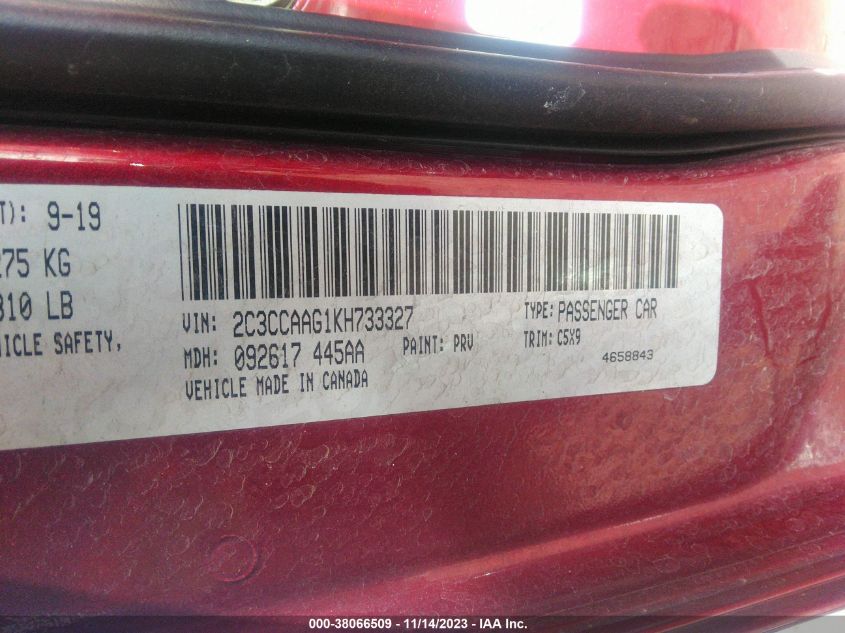 T): 9-19
275 KG
310 LB
HICLE SAFETY,
VIN: 2C3CCAAG1KH733327
TYPE: PASSENGER CAR
MDH: 092617 445AA
PAINT: PRV
TRIM: C5X9
4658843
VEHICLE MADE IN CANADA
000-38066509 - 11/14/2023 - IAA Inc.